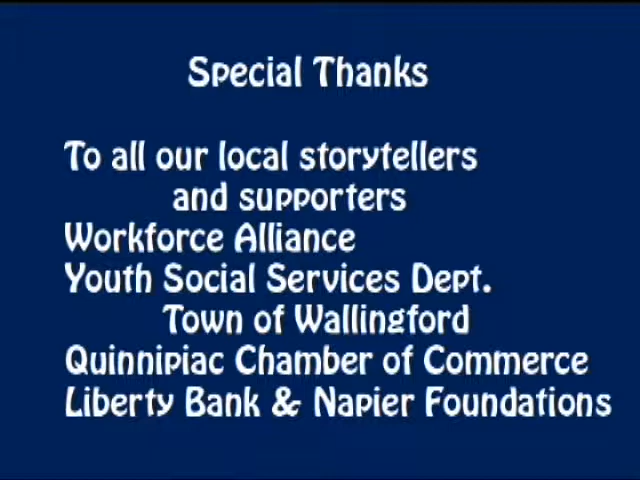 Special Thanks
To all our local storytellers
and supporters
Workforce Alliance
Youth Social Services Dept.
Town of Wallingford
Quinnipiac Chamber of Commerce
Liberty Bank & Napier Foundations